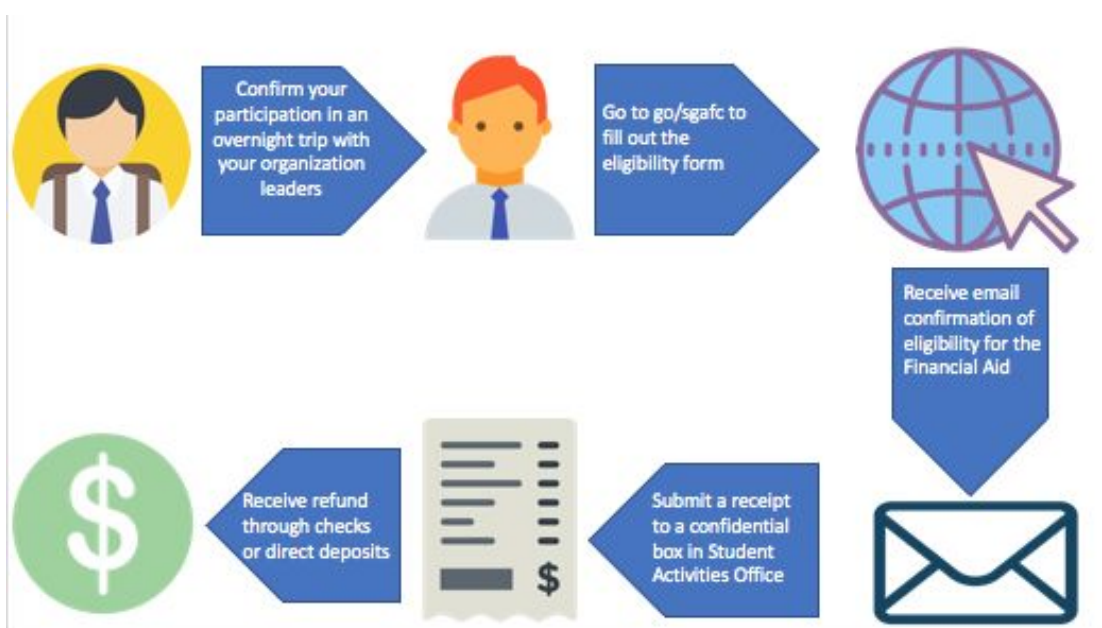 Confirm your
participation in an
overnight trip with
your organization
leaders
Go to go/sgafc to
fill out the
eligibility form
Receive email
confirmation of
eligibility for the
Financial Aid
Submit a receipt
to a confidential
box in Student
Activities Office
$
Receive refund
through checks
or direct deposits
$